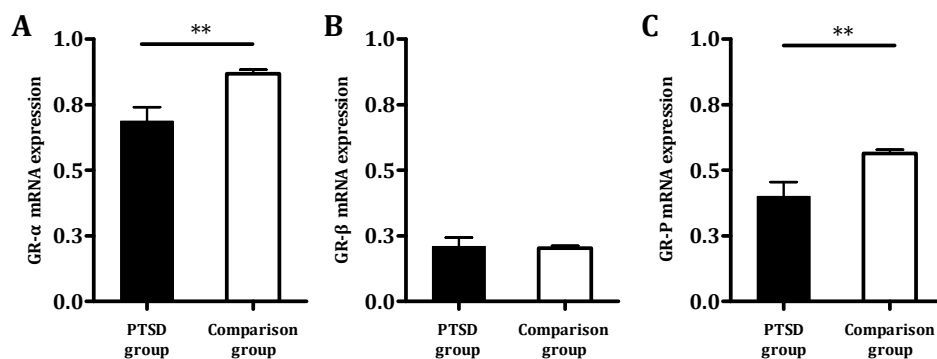 A
**
1.0
0.8
0.5
0.3
0.0
GR-α mRNA expression
PTSD
group
Comparison
group
B
1.0
0.8
0.5
0.3
0.0
GR-β mRNA expression
PTSD
group
Comparison
group
C
**
1.0
0.8
0.5
0.3
0.0
GR-P mRNA expression
PTSD
group
Comparison
group